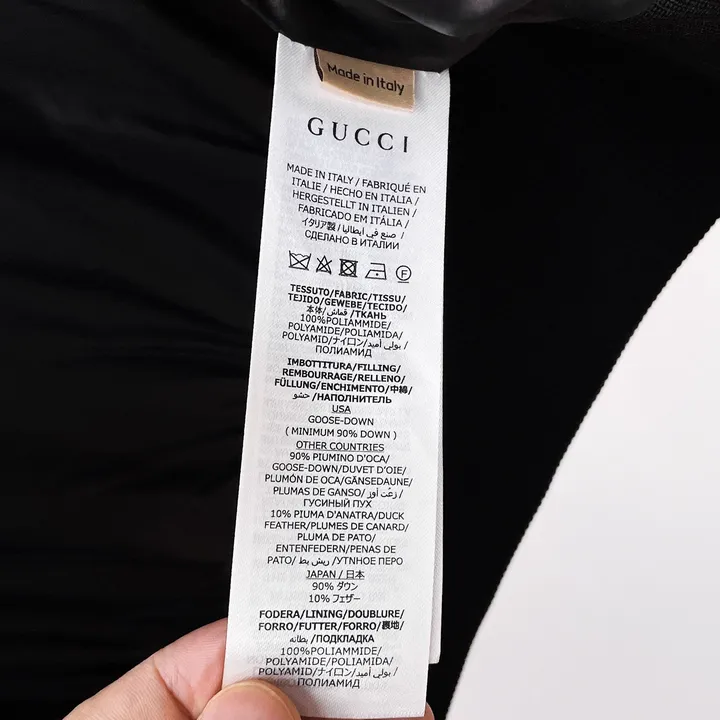 Made in Italy
GUCCI
MADE IN ITALY / FABRIQUÉ EN
ITALIE / HECHO EN ITALIA /
HERGESTELLT IN ITALIEN /
FABRICADO EM ITÁLIA /
イタリア製 / صنع في ايطاليا /
СДЕЛАНО В ИТАЛИИ
F
TESSUTO/FABRIC/TISSU/
TEJIDO/GEWEBE/TECIDO/
本体/قماش/ТКАНЬ
100%POLIAMMIDE/
POLYAMIDE/POLIAMIDA/
POLYAMID/ナイロン/بولي أميد/
ПОЛИАМИД
IMBOTTITURA/FILLING/
REMBOURRAGE/RELLENO/
FÜLLUNG/ENCHIMENTO/中綿/
حشو/НАПОЛНИТЕЛЬ
USA
GOOSE-DOWN
( MINIMUM 90% DOWN )
OTHER COUNTRIES
90% PIUMINO D'OCA/
GOOSE-DOWN/DUVET D'OIE/
PLUMÓN DE OCA/GÄNSEDAUNE/
PLUMAS DE GANSO/زغب أوز/
ГУСИНЫЙ ПУХ
10% PIUMA D'ANATRA/DUCK
FEATHER/PLUMES DE CANARD/
PLUMA DE PATO/
ENTENFEDERN/PENAS DE
PATO/ريش بط/УТНОЕ ПЕРО
JAPAN / 日本
90% ダウン
10% フェザー
FODERA/LINING/DOUBLURE/
FORRO/FUTTER/FORRO/裏地/
بطانه/ПОДКЛАДКА
100%POLIAMMIDE/
POLYAMIDE/POLIAMIDA/
POLYAMID/ナイロン/بولي أميد/
ПОЛИАМИД